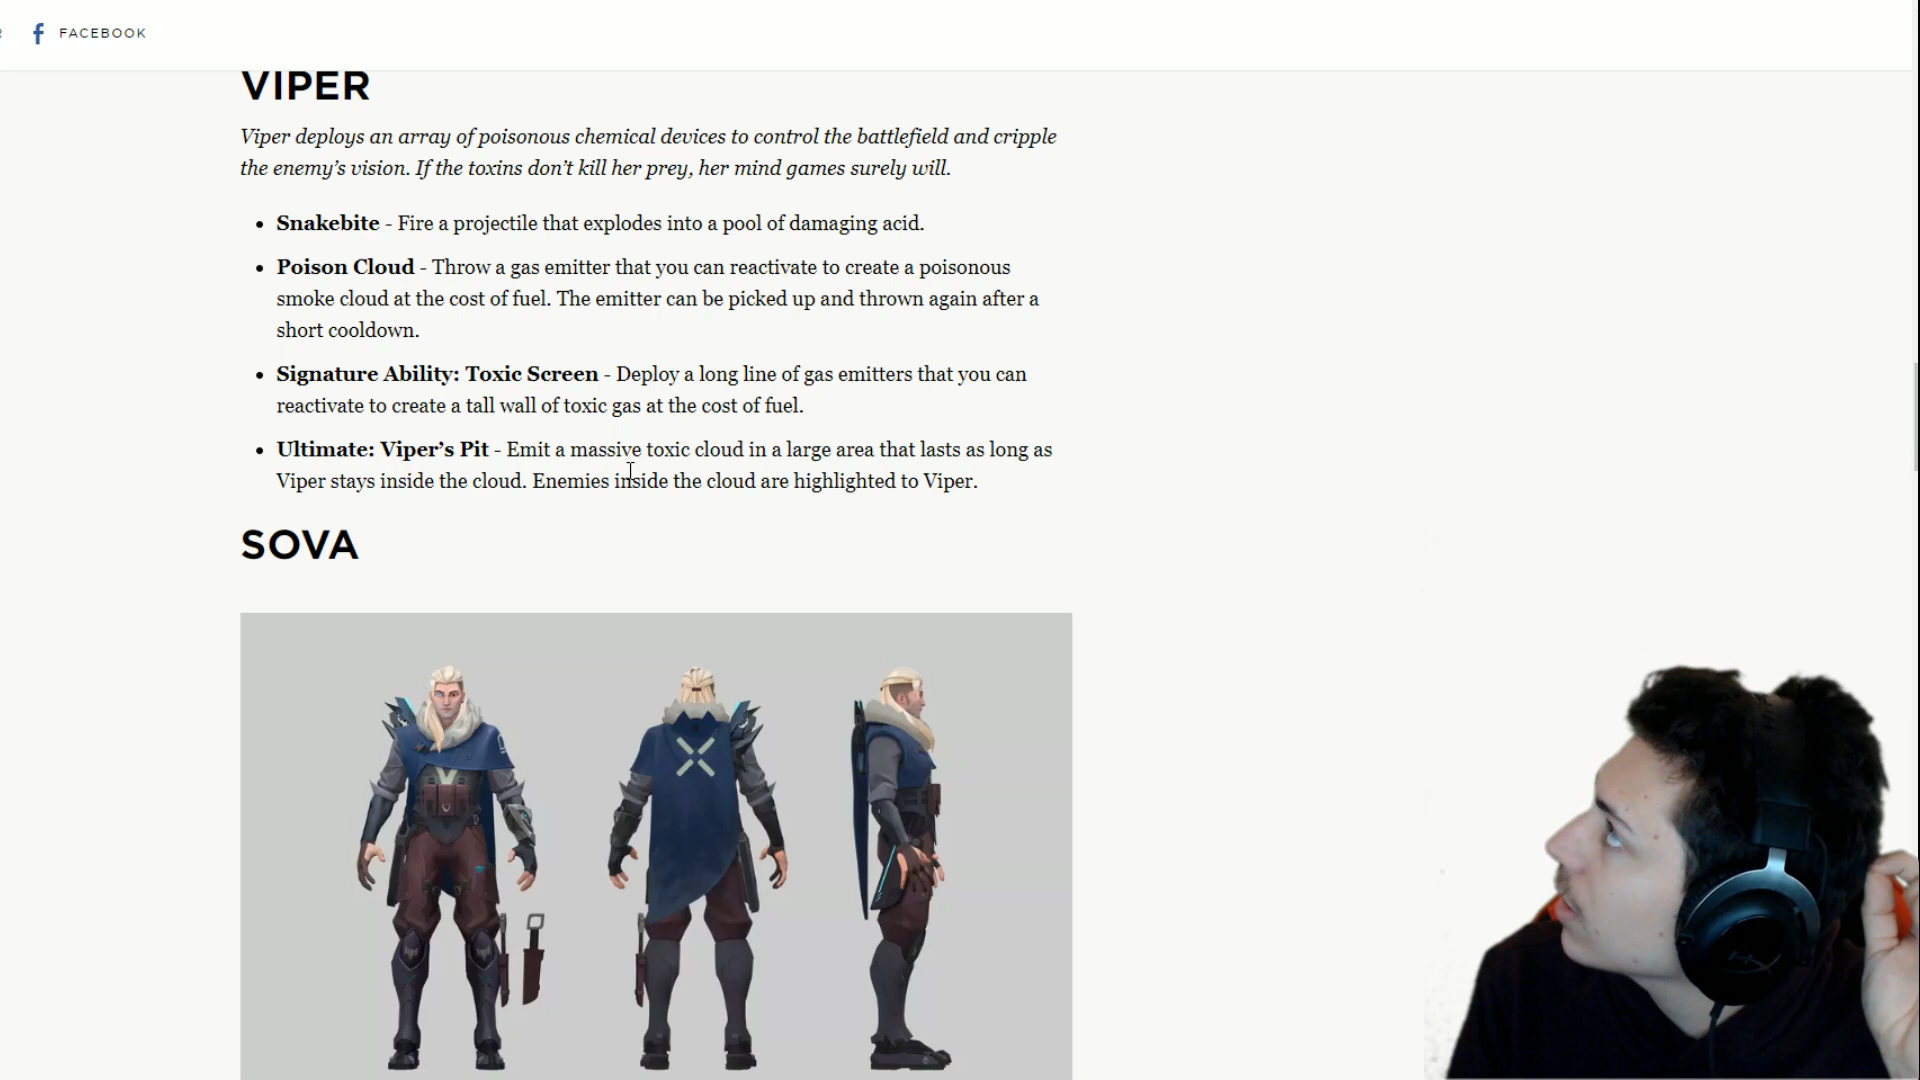 FACEBOOK
VIPER
Viper deploys an array of poisonous chemical devices to control the battlefield and cripple
the enemy’s vision. If the toxins don’t kill her prey, her mind games surely will.
• Snakebite - Fire a projectile that explodes into a pool of damaging acid.
• Poison Cloud - Throw a gas emitter that you can reactivate to create a poisonous
smoke cloud at the cost of fuel. The emitter can be picked up and thrown again after a
short cooldown.
• Signature Ability: Toxic Screen - Deploy a long line of gas emitters that you can
reactivate to create a tall wall of toxic gas at the cost of fuel.
• Ultimate: Viper’s Pit - Emit a massive toxic cloud in a large area that lasts as long as
Viper stays inside the cloud. Enemies inside the cloud are highlighted to Viper.
SOVA